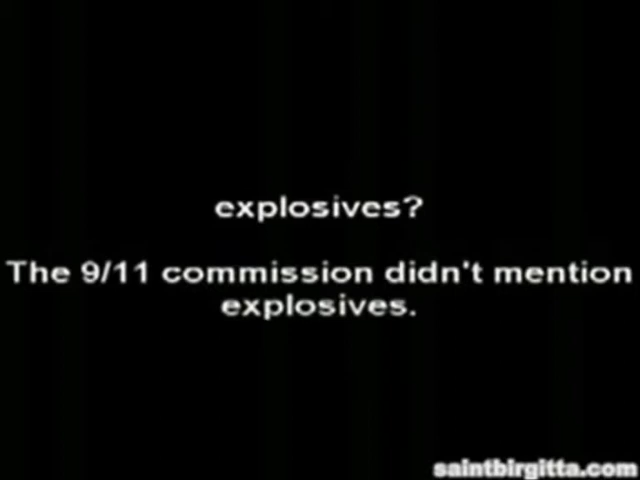 explosives?
The 9/11 commission didn't mention
explosives.
saintbirgitta.com